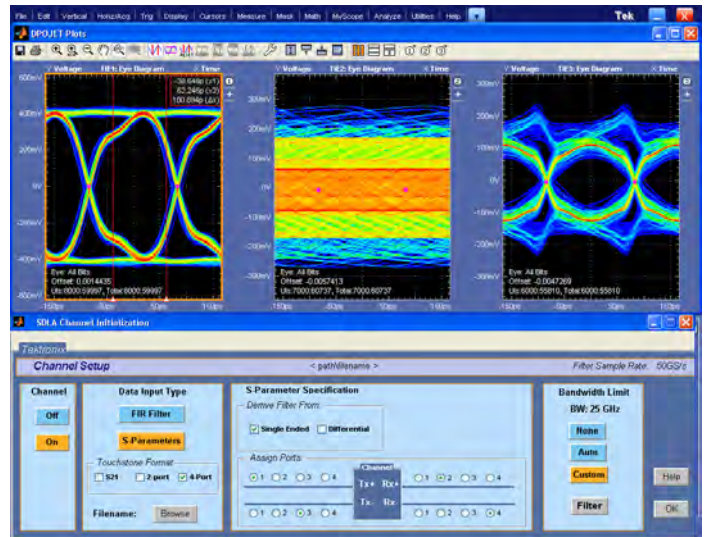 File Edit Vertical Horiz/Acq Trig Display Cursors Measure Mask Math MyScope Analyze Utilities Help Tek
DPOJET Plots
Y: Voltage TIE1: Eye Diagram X: Time
Y: Voltage TIE2: Eye Diagram X: Time
Y: Voltage TIE3: Eye Diagram X: Time
600mV
400mV
200mV
0V
-200mV
-400mV
-600mV
Eye: All Bits
Offset: 0.0014435
UIs:8000:59997, Total:8000:59997
-150ps -50ps 50ps 150ps
300mV
200mV
100mV
0V
-100mV
-200mV
-300mV
Eye: All Bits
Offset: -0.0057413
UIs:7000:60737, Total:7000:60737
-150ps -50ps 50ps 150ps
300mV
200mV
100mV
0V
-100mV
-200mV
-300mV
Eye: All Bits
Offset: -0.0047269
UIs:6000:55810, Total:6000:55810
-150ps -50ps 50ps 150ps
SDLA Channel Initialization
Tektronix
Channel Setup < path\filename > Filter Sample Rate: 50GS/s
Channel
Off
On
Data Input Type
FIR Filter
S-Parameters
Touchstone Format
S21 2-port 4-Port
Filename: Browse
S-Parameter Specification
Derive Filter From
Single Ended Differential
Assign Ports
Channel
1 2 3 4 Tx+ Rx+ 1 2 3 4
1 2 3 4 Tx- Rx- 1 2 3 4
Bandwidth Limit
BW: 25 GHz
None
Auto
Custom
Filter
Help
OK